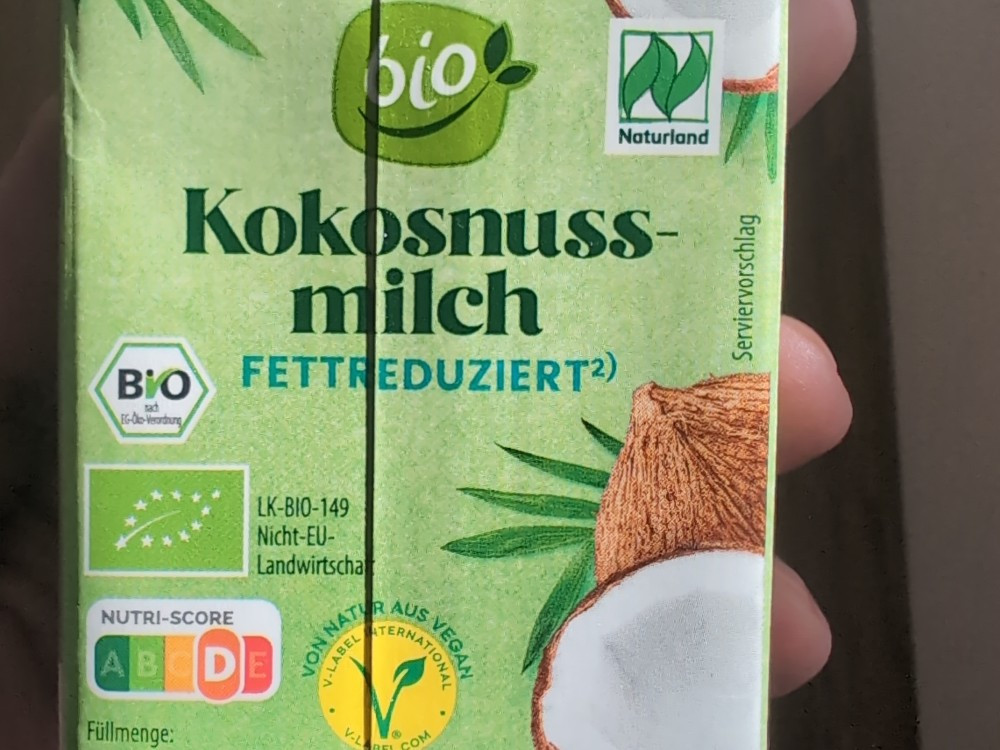 bio
Naturland
Kokosnuss-
milch
FETTREDUZIERT²⁾
Serviervorschlag
BiO
nach
EG-Öko-Verordnung
LK-BIO-149
Nicht-EU-
Landwirtschaft
NUTRI-SCORE
A B C D E
VON NATUR AUS VEGAN
V-LABEL INTERNATIONAL
V-LABEL.COM
®
Füllmenge: